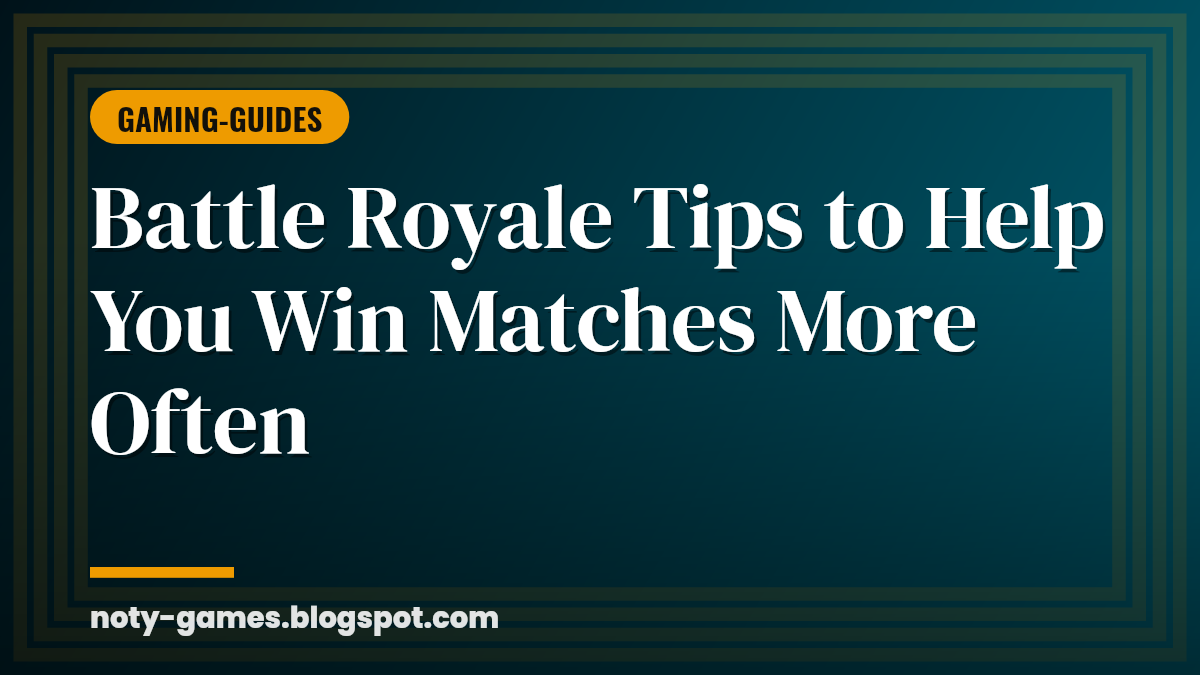 GAMING-GUIDES
Battle Royale Tips to Help
You Win Matches More
Often
noty-games.blogspot.com